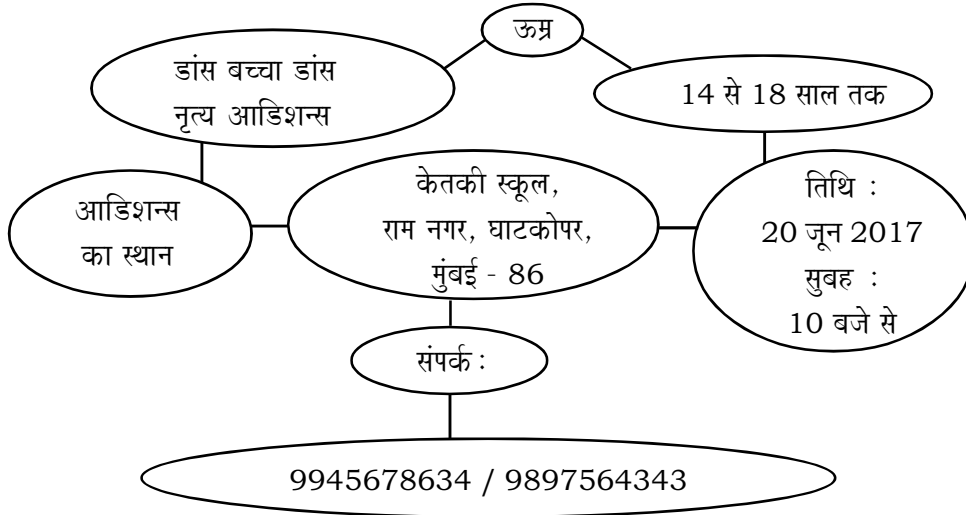 ऊम्र
डांस बच्चा डांस
नृत्य आडिशन्स
14 से 18 साल तक
आडिशन्स
का स्थान
केतकी स्कूल,
राम नगर, घाटकोपर,
मुंबई - 86
तिथि :
20 जून 2017
सुबह :
10 बजे से
संपर्क :
9945678634 / 9897564343